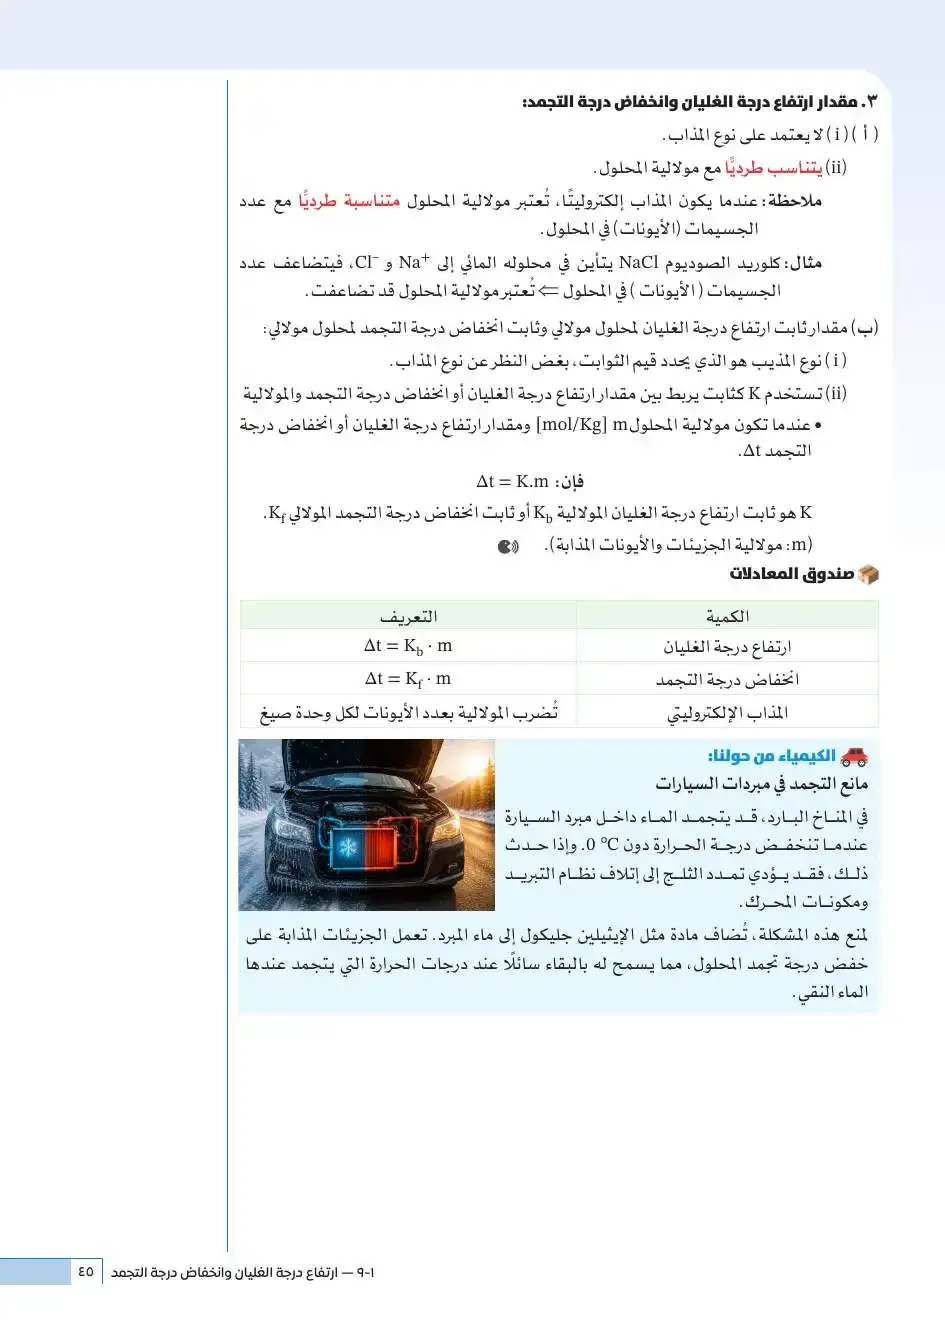 ٣. مقدار ارتفاع درجة الغليان وانخفاض درجة التجمد:
( أ ) ( i ) لا يعتمد على نوع المذاب.
(ii) يتناسب طرديًّا مع مولالية المحلول.
ملاحظة: عندما يكون المذاب إلكتروليتًا، تُعتبر مولالية المحلول متناسبة طرديًّا مع عدد
الجسيمات (الأيونات) في المحلول.
مثال: كلوريد الصوديوم NaCl يتأين في محلوله المائي إلى Na⁺ و Cl⁻، فيتضاعف عدد
الجسيمات ( الأيونات ) في المحلول ⇐ تُعتبر مولالية المحلول قد تضاعفت.
(ب) مقدار ثابت ارتفاع درجة الغليان لمحلول مولالي وثابت انخفاض درجة التجمد لمحلول مولالي:
( i ) نوع المذيب هو الذي يحدد قيم الثوابت، بغض النظر عن نوع المذاب.
(ii) تستخدم K كثابت يربط بين مقدار ارتفاع درجة الغليان أو انخفاض درجة التجمد والمولالية
• عندما تكون مولالية المحلول m [mol/Kg] ومقدار ارتفاع درجة الغليان أو انخفاض درجة
التجمد Δt.
فإن: Δt = K.m
K هو ثابت ارتفاع درجة الغليان المولالية K_b أو ثابت انخفاض درجة التجمد المولالي K_f.
(m: مولالية الجزيئات والأيونات المذابة).
صندوق المعادلات
الكمية التعريف
ارتفاع درجة الغليان Δt = K_b · m
انخفاض درجة التجمد Δt = K_f · m
المذاب الإلكتروليتي تُضرب المولالية بعدد الأيونات لكل وحدة صيغ
الكيمياء من حولنا:
مانع التجمد في مبردات السيارات
في المناخ البارد، قد يتجمد الماء داخل مبرد السيارة
عندما تنخفض درجة الحرارة دون 0 °C. وإذا حدث
ذلك، فقد يؤدي تمدد الثلج إلى إتلاف نظام التبريد
ومكونات المحرك.
لمنع هذه المشكلة، تُضاف مادة مثل الإيثيلين جليكول إلى ماء المبرد. تعمل الجزيئات المذابة على
خفض درجة تجمد المحلول، مما يسمح له بالبقاء سائلًا عند درجات الحرارة التي يتجمد عندها
الماء النقي.
٩-١ — ارتفاع درجة الغليان وانخفاض درجة التجمد ٤٥